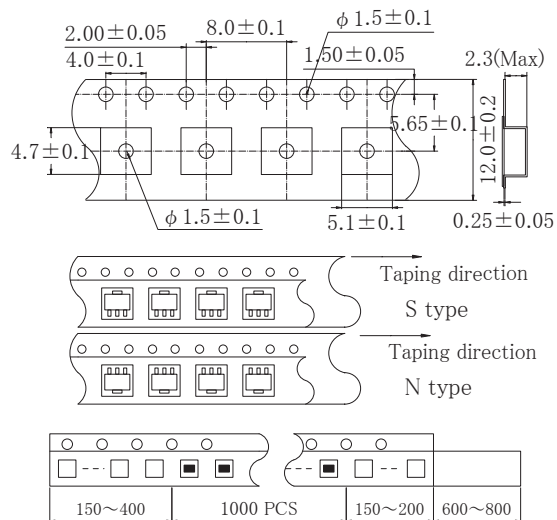 2.00±0.05
8.0±0.1
φ1.5±0.1
4.0±0.1
1.50±0.05
2.3(Max)
4.7±0.1
5.65±0.1
12.0±0.2
φ1.5±0.1
5.1±0.1
0.25±0.05
Taping direction
S type
Taping direction
N type
150～400
1000 PCS
150～200
600～800